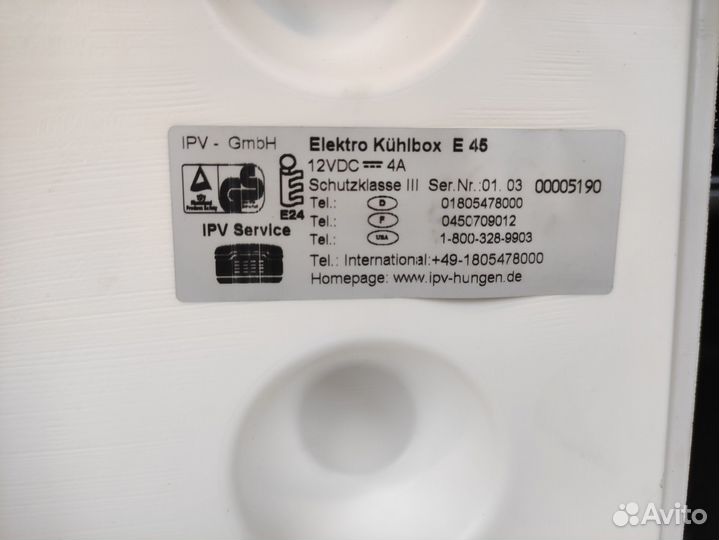 IPV - GmbH
Elektro Kühlbox E 45
12VDC 4A
Schutzklasse III Ser.Nr.:01. 03 00005190
E24
Tel.: D 01805478000
IPV Service
Tel.: F 0450709012
Tel.: USA 1-800-328-9903
Tel.: International:+49-1805478000
Homepage: www.ipv-hungen.de
Avito